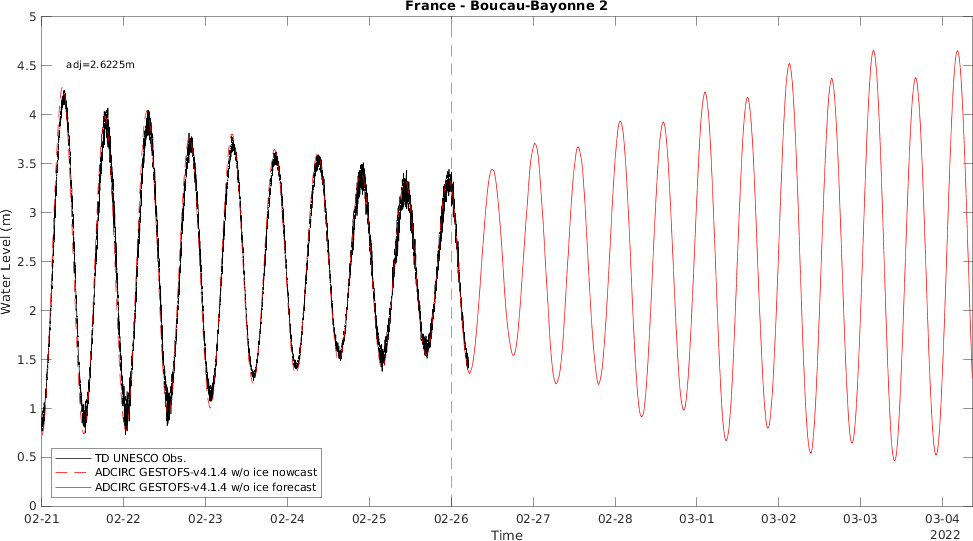 France - Boucau-Bayonne 2
5
4.5
4
3.5
3
2.5
2
1.5
1
0.5
0
Water Level (m)
adj=2.6225m
TD UNESCO Obs.
ADCIRC GESTOFS-v4.1.4 w/o ice nowcast
ADCIRC GESTOFS-v4.1.4 w/o ice forecast
02-21 02-22 02-23 02-24 02-25 02-26 02-27 02-28 03-01 03-02 03-03 03-04
2022
Time